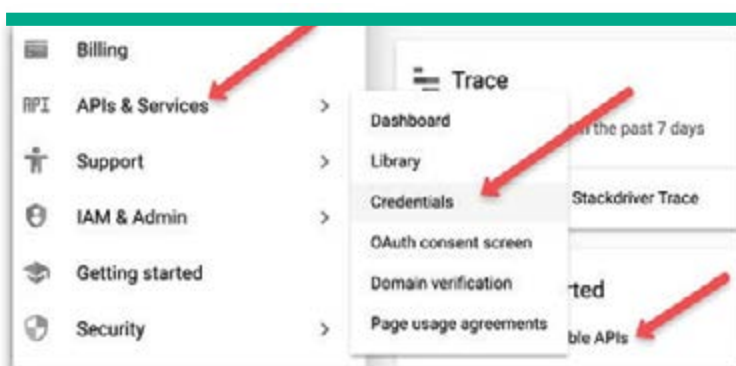 Billing
API APIs & Services >
Support >
IAM & Admin >
Getting started
Security >
Dashboard
Library
Credentials
OAuth consent screen
Domain verification
Page usage agreements
Trace
the past 7 days
Stackdriver Trace
rted
ble APIs